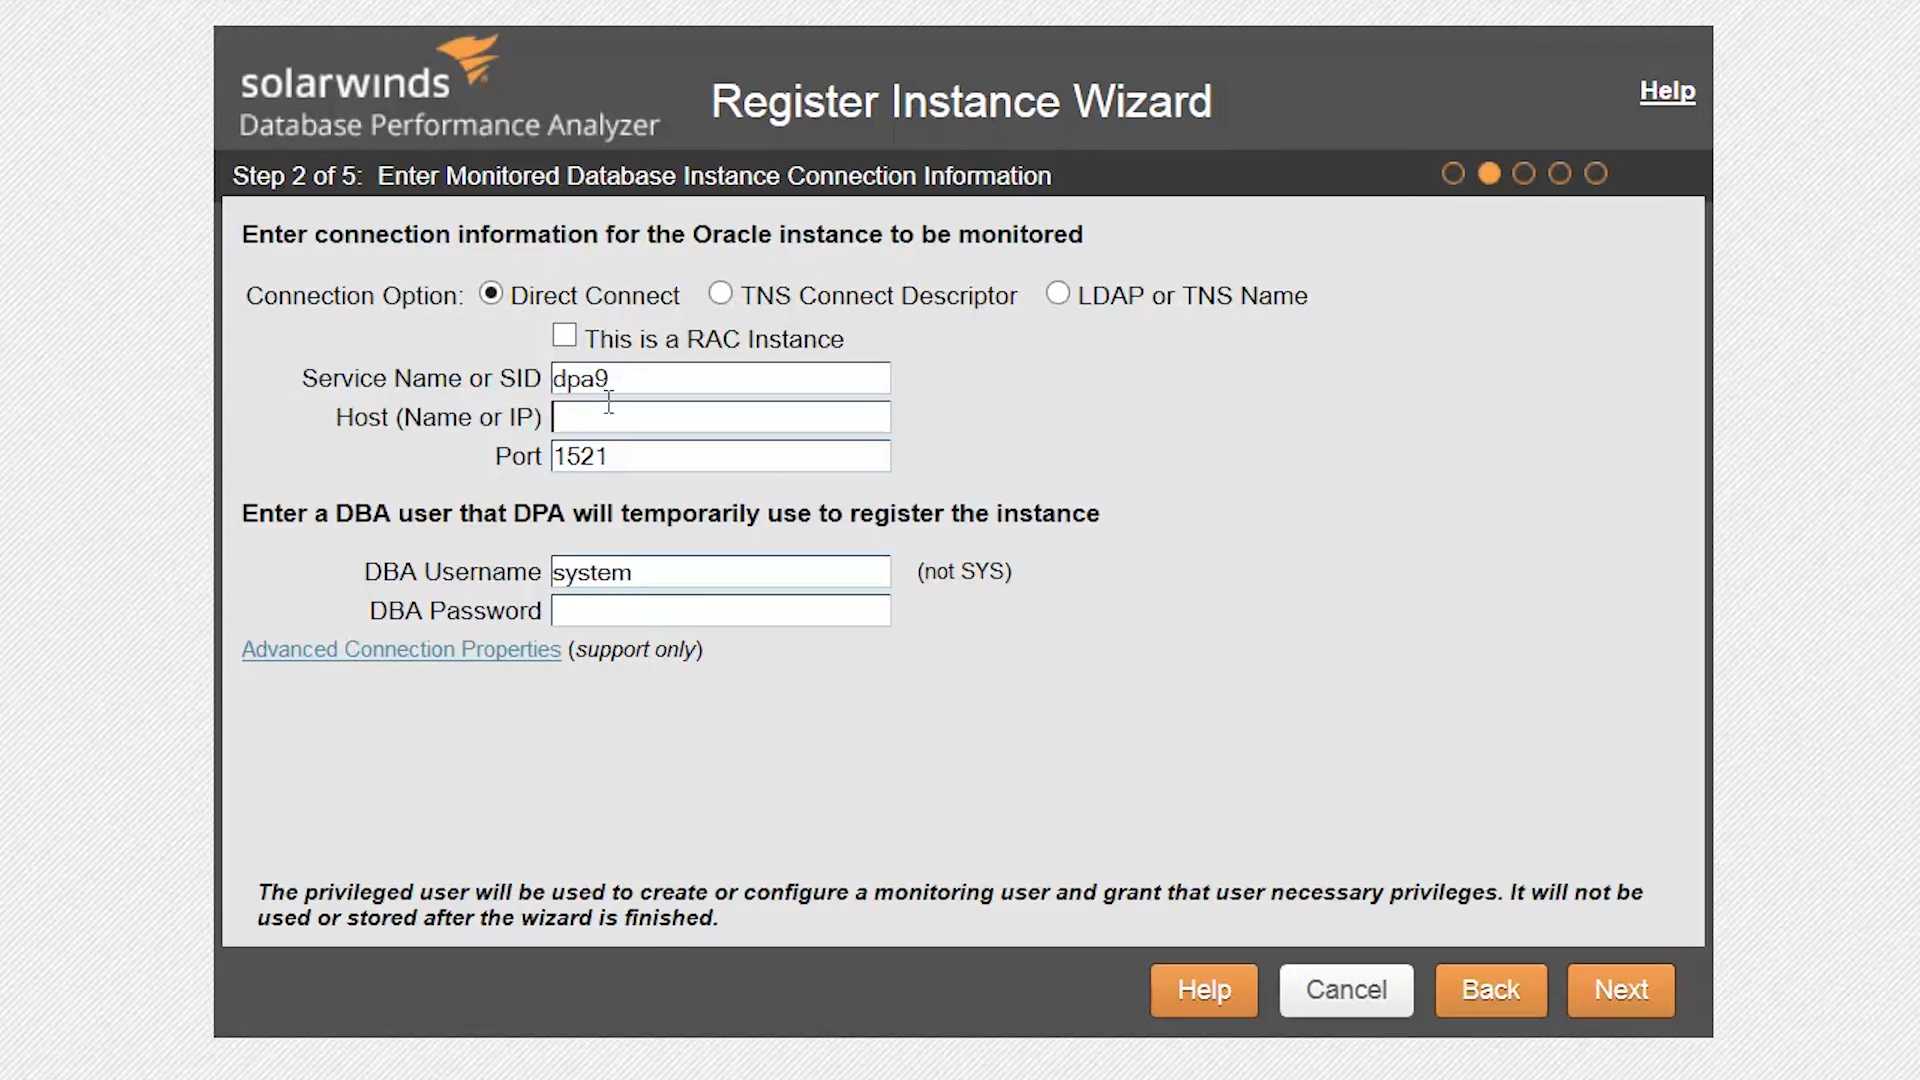 solarwinds
Database Performance Analyzer
Register Instance Wizard
Help
Step 2 of 5: Enter Monitored Database Instance Connection Information
Enter connection information for the Oracle instance to be monitored
Connection Option: Direct Connect TNS Connect Descriptor LDAP or TNS Name
This is a RAC Instance
Service Name or SID dpa9
Host (Name or IP)
Port 1521
Enter a DBA user that DPA will temporarily use to register the instance
DBA Username system (not SYS)
DBA Password
Advanced Connection Properties (support only)
The privileged user will be used to create or configure a monitoring user and grant that user necessary privileges. It will not be
used or stored after the wizard is finished.
Help Cancel Back Next